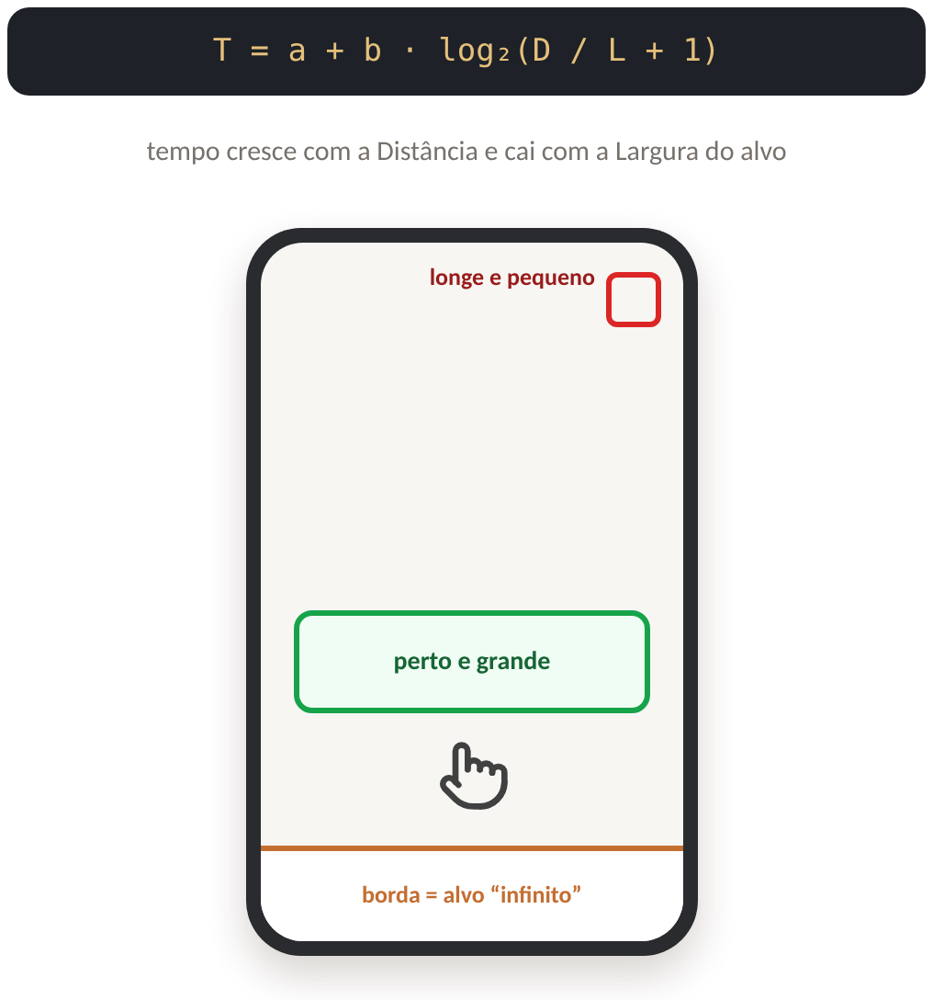 T = a + b · log₂(D / L + 1)
tempo cresce com a Distância e cai com a Largura do alvo
longe e pequeno
perto e grande
borda = alvo “infinito”